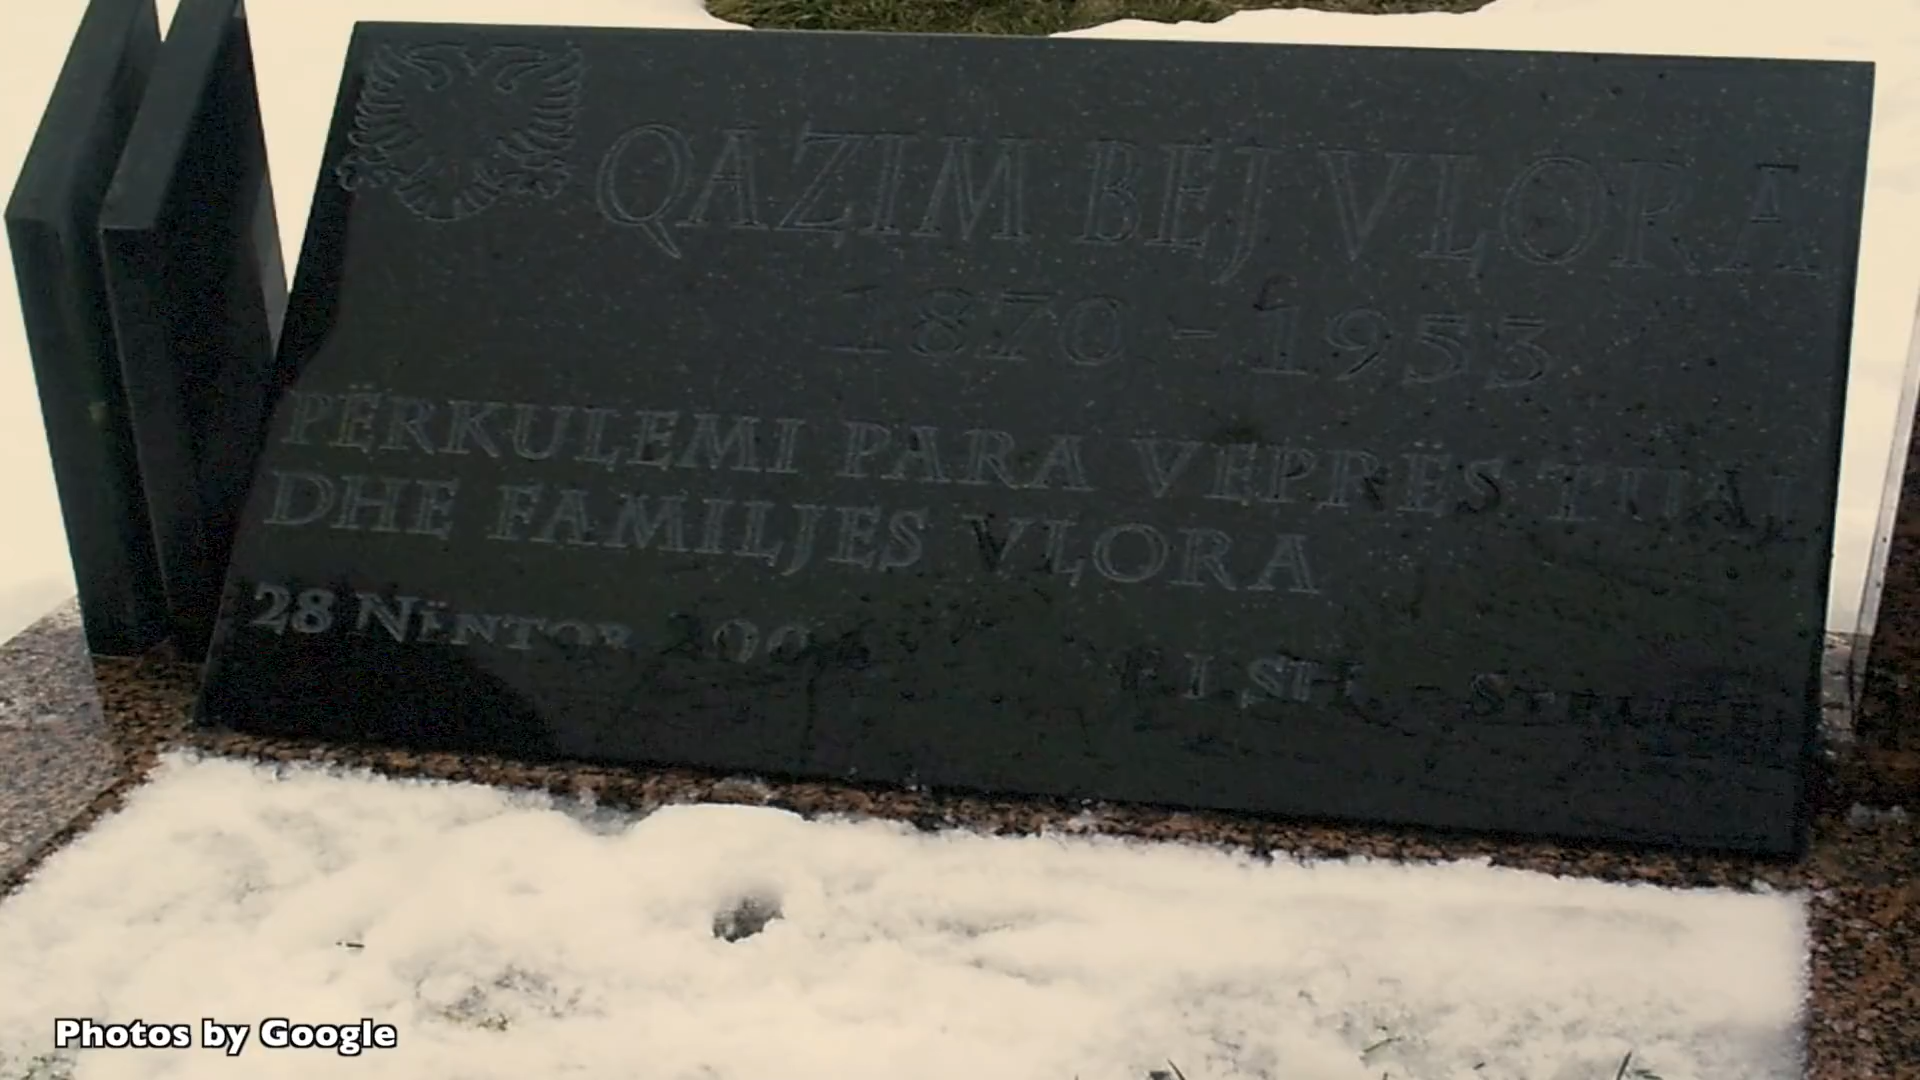 QAZIM BEJ VLORA
1870 - 1953
PËRKULEMI PARA VEPRËS TUAJ
DHE FAMILJES VLORA
28 NËNTOR
Photos by Google